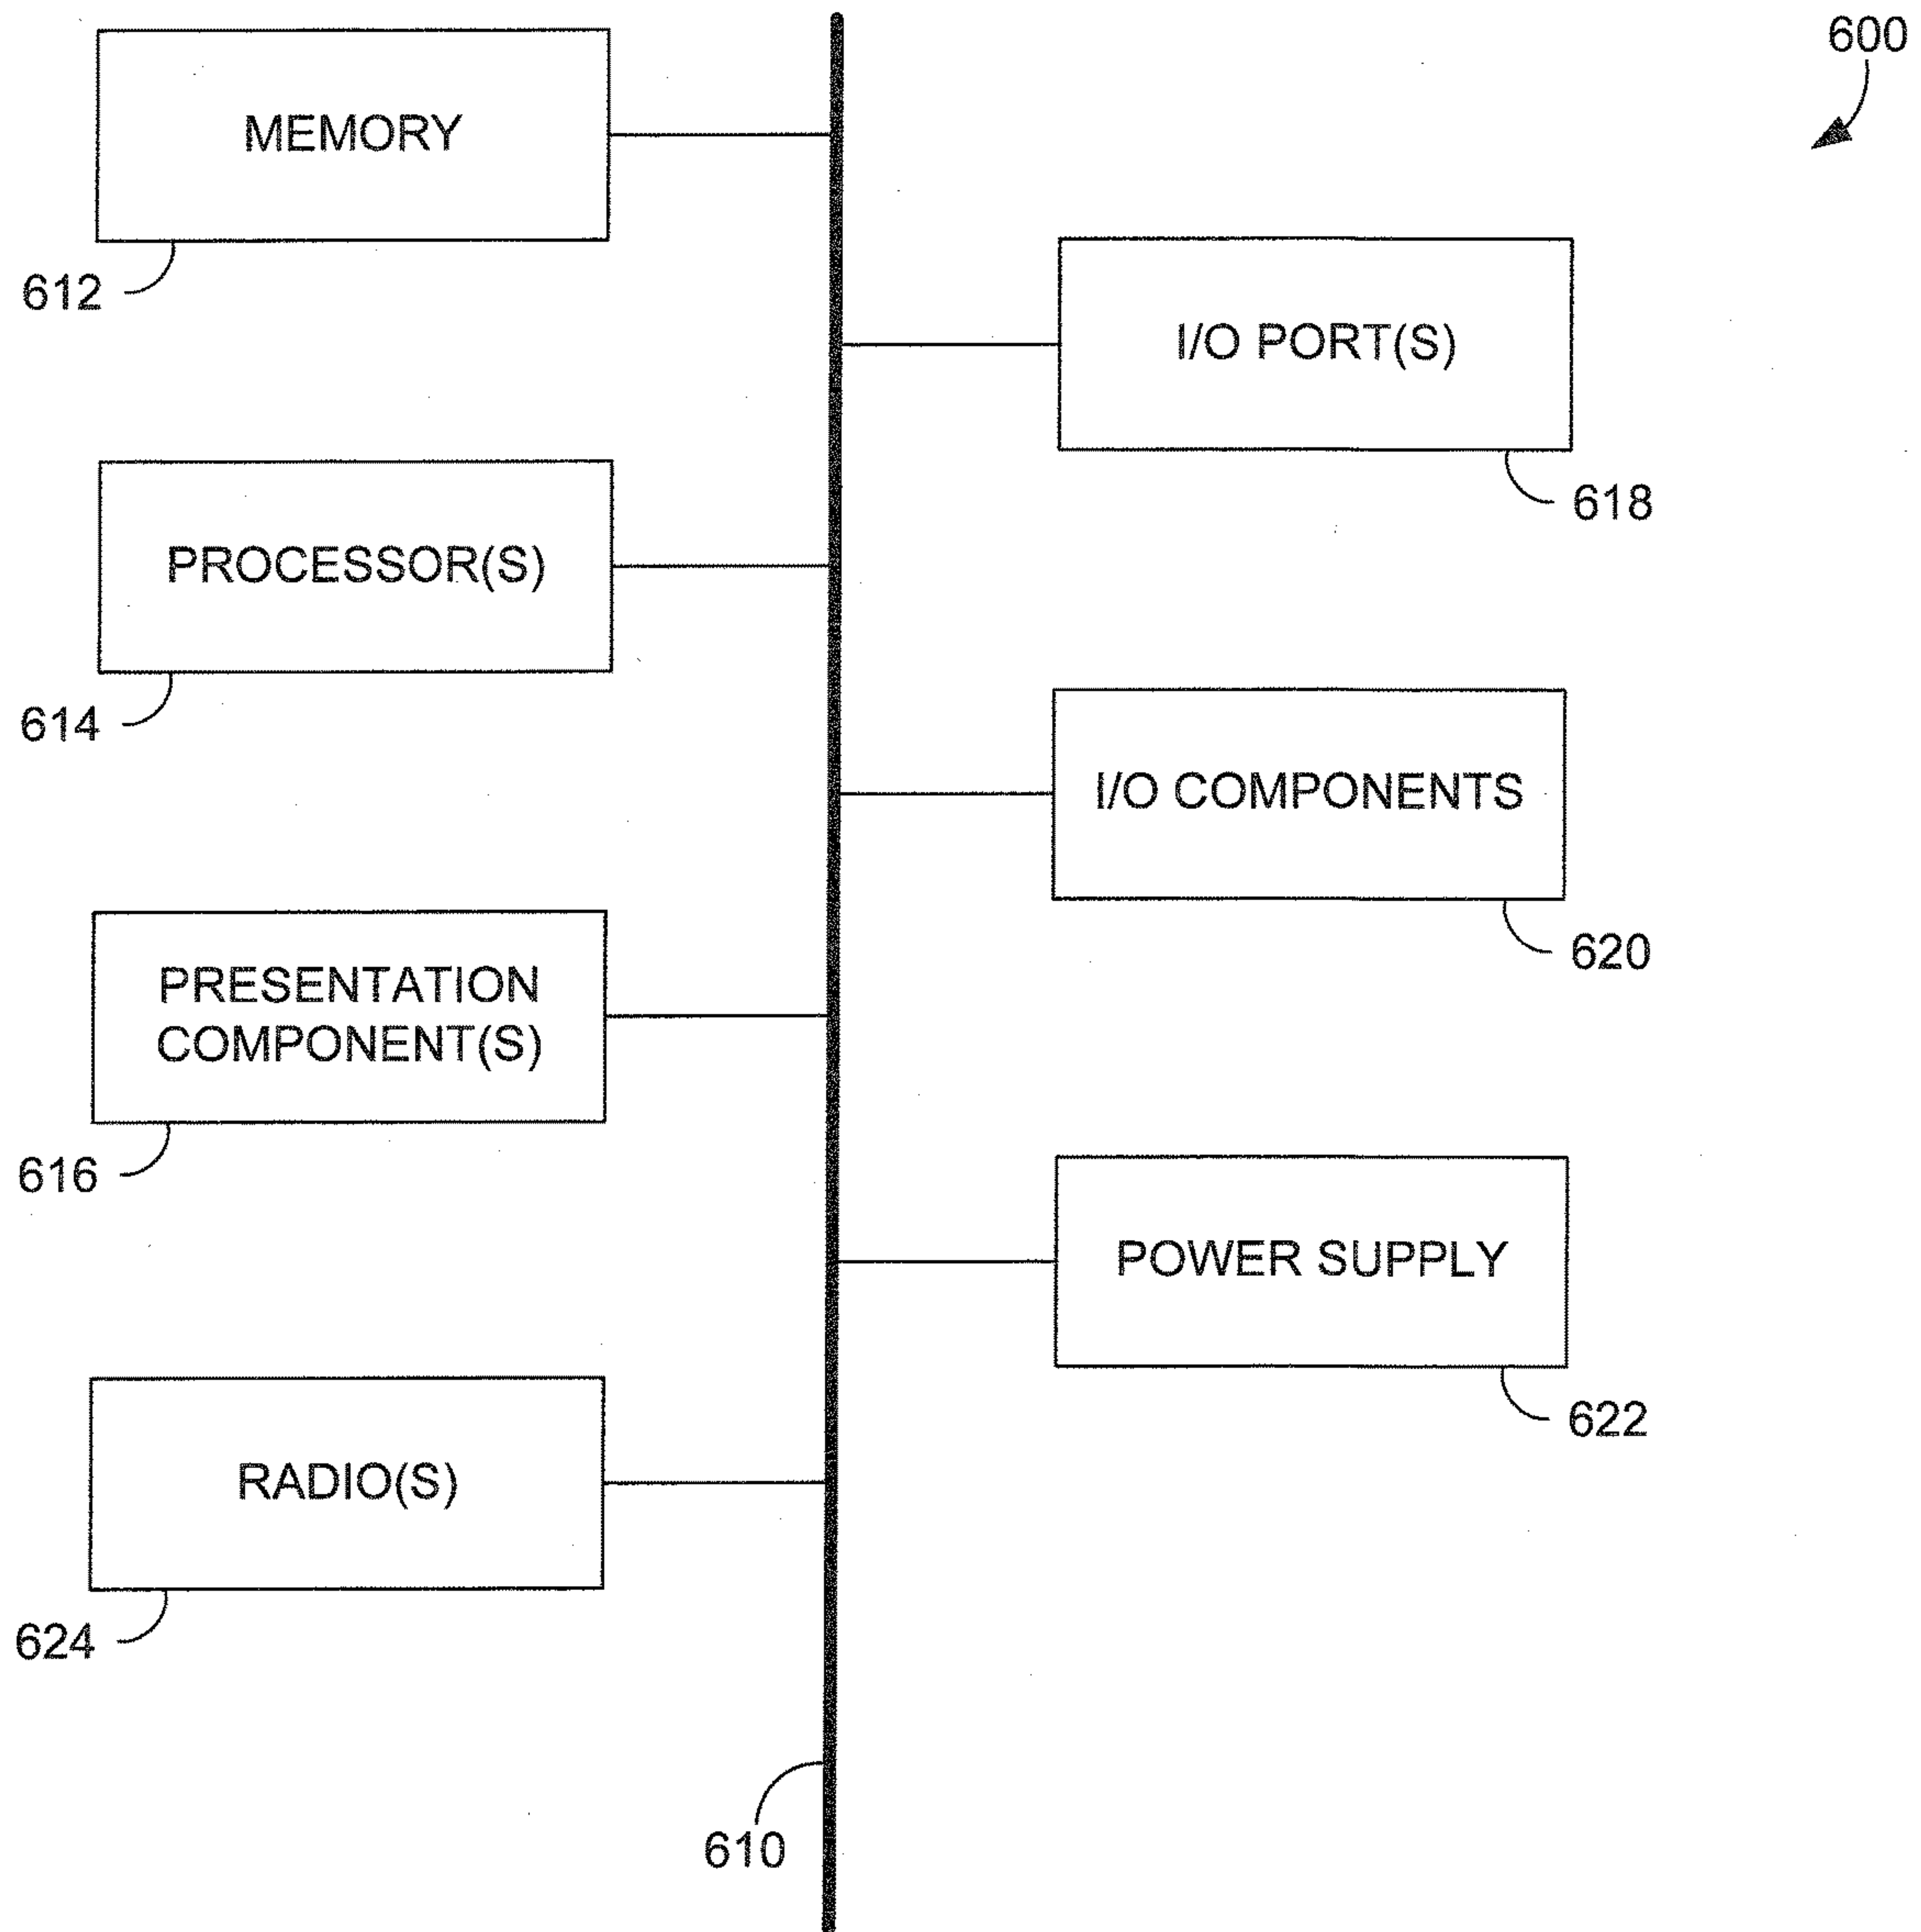 600
MEMORY
612
I/O PORT(S)
618
PROCESSOR(S)
614
I/O COMPONENTS
620
PRESENTATION
COMPONENT(S)
616
POWER SUPPLY
622
RADIO(S)
624
610